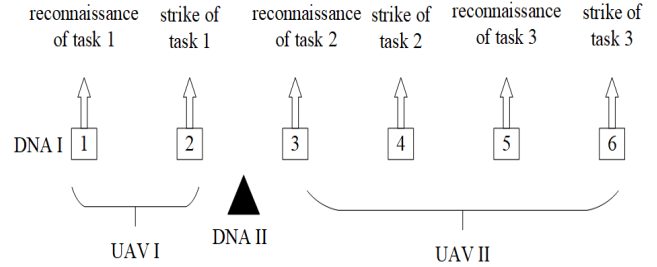 reconnaissance strike of reconnaissance strike of reconnaissance strike of
of task 1 task 1 of task 2 task 2 of task 3 task 3
DNA I 1 2 3 4 5 6
DNA II
UAV I UAV II